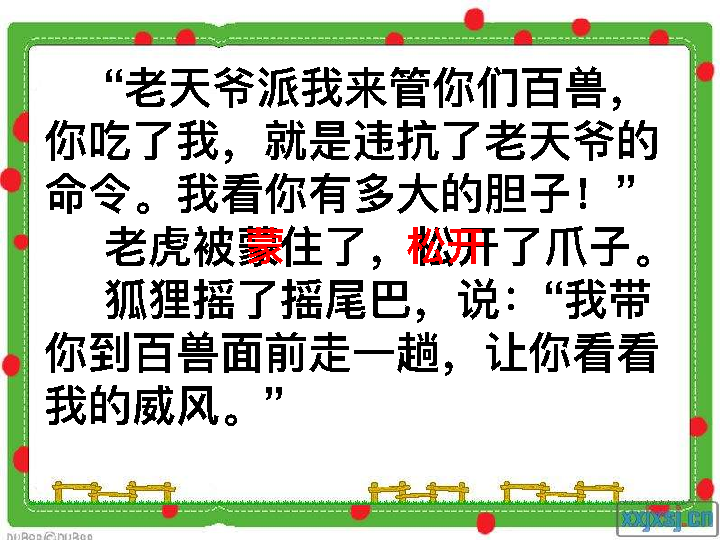 “老天爷派我来管你们百兽，
你吃了我，就是违抗了老天爷的
命令。我看你有多大的胆子！”
老虎被蒙住了，松开了爪子。
狐狸摇了摇尾巴，说：“我带
你到百兽面前走一趟，让你看看
我的威风。”
xxjxsj.cn